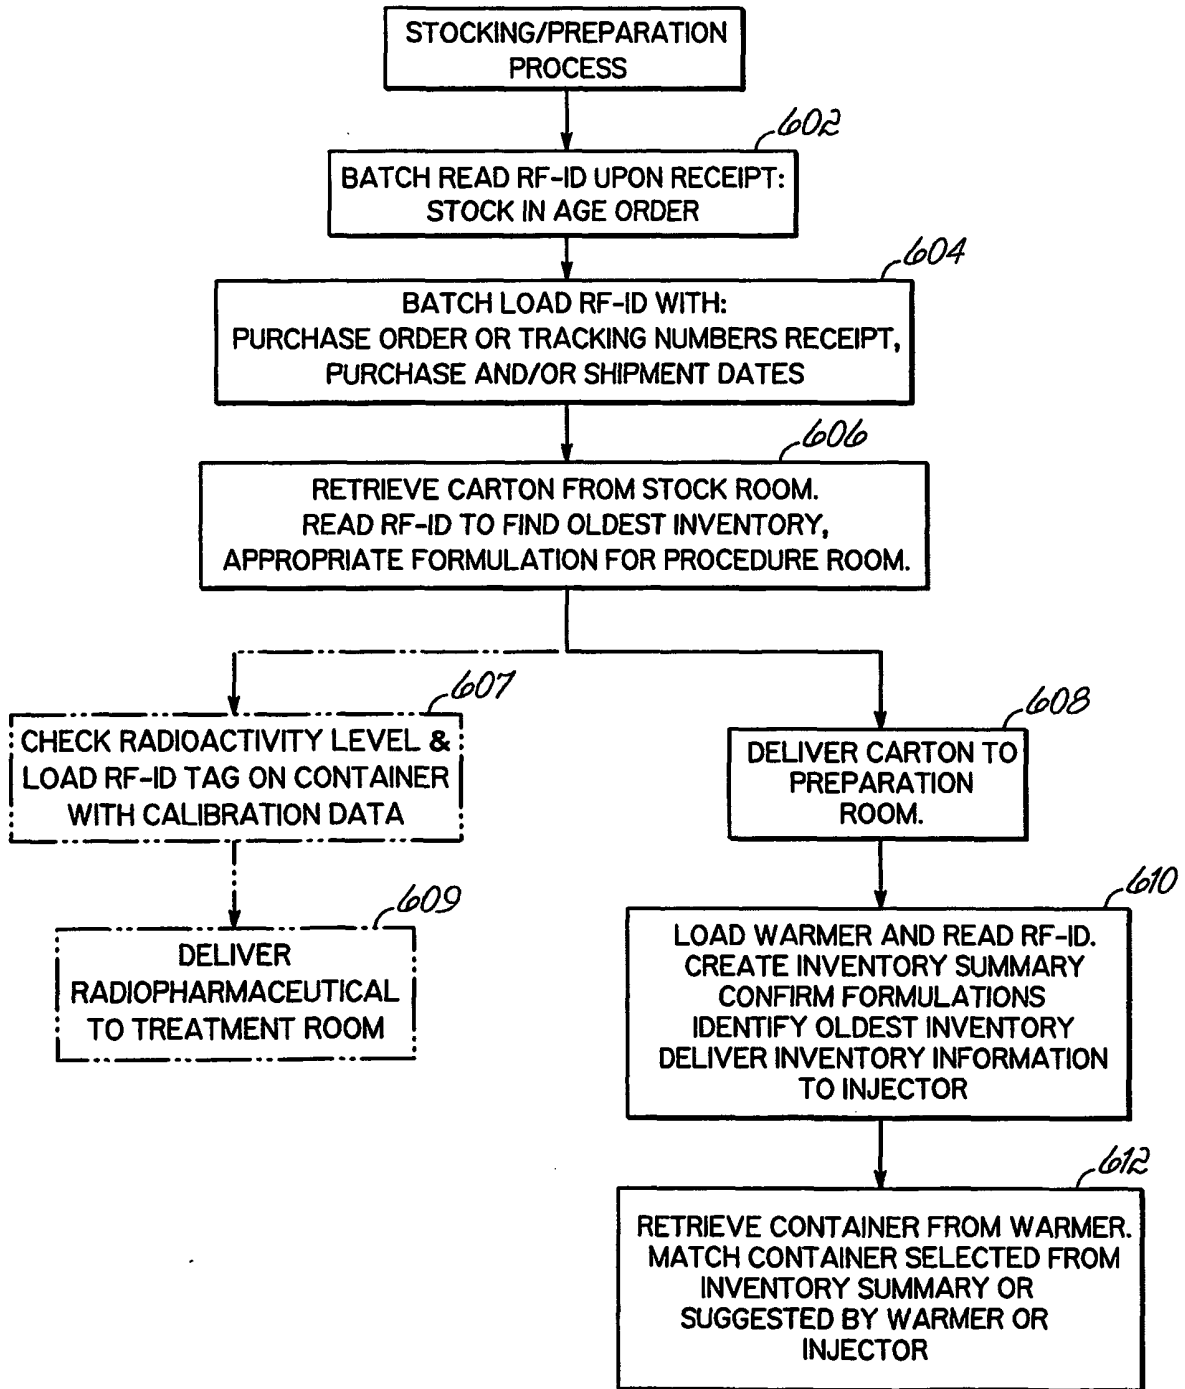 STOCKING/PREPARATION
PROCESS
602
BATCH READ RF-ID UPON RECEIPT:
STOCK IN AGE ORDER
604
BATCH LOAD RF-ID WITH:
PURCHASE ORDER OR TRACKING NUMBERS RECEIPT,
PURCHASE AND/OR SHIPMENT DATES
606
RETRIEVE CARTON FROM STOCK ROOM.
READ RF-ID TO FIND OLDEST INVENTORY,
APPROPRIATE FORMULATION FOR PROCEDURE ROOM.
607
CHECK RADIOACTIVITY LEVEL &
LOAD RF-ID TAG ON CONTAINER
WITH CALIBRATION DATA
608
DELIVER CARTON TO
PREPARATION
ROOM.
609
DELIVER
RADIOPHARMACEUTICAL
TO TREATMENT ROOM
610
LOAD WARMER AND READ RF-ID.
CREATE INVENTORY SUMMARY
CONFIRM FORMULATIONS
IDENTIFY OLDEST INVENTORY
DELIVER INVENTORY INFORMATION
TO INJECTOR
612
RETRIEVE CONTAINER FROM WARMER.
MATCH CONTAINER SELECTED FROM
INVENTORY SUMMARY OR
SUGGESTED BY WARMER OR
INJECTOR